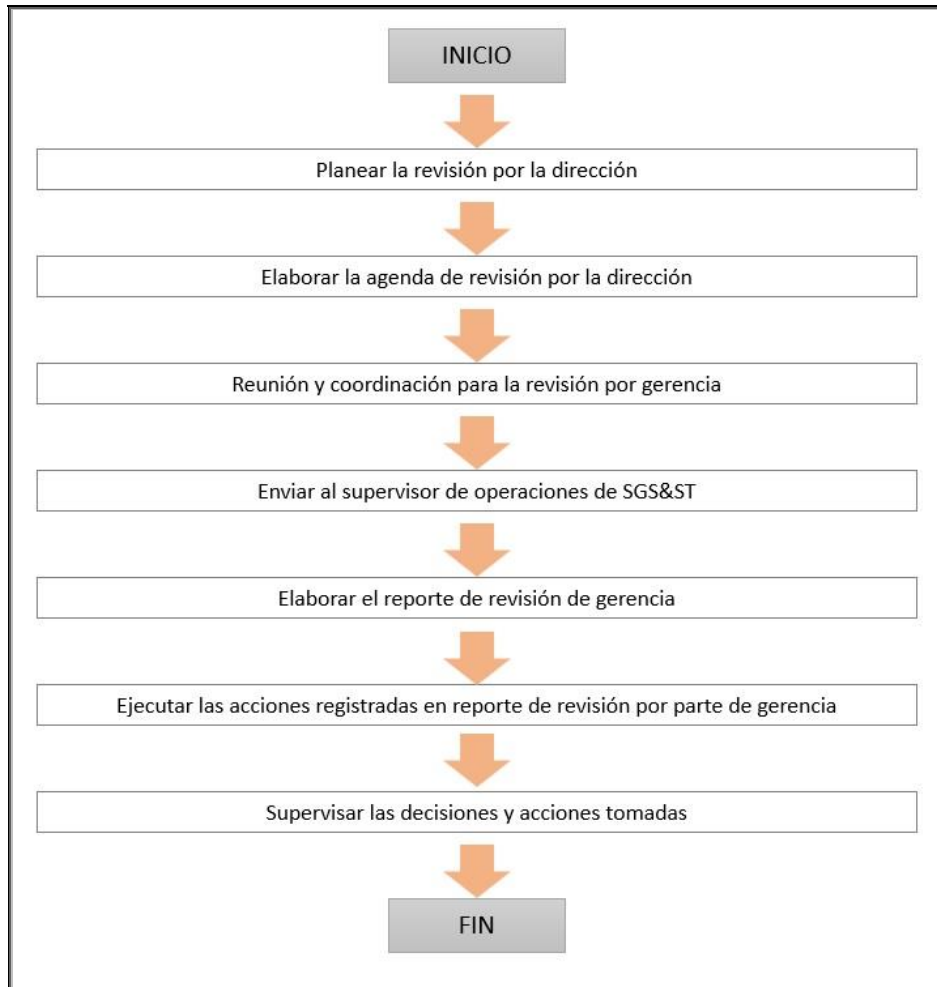 INICIO
Planear la revisión por la dirección
Elaborar la agenda de revisión por la dirección
Reunión y coordinación para la revisión por gerencia
Enviar al supervisor de operaciones de SGS&ST
Elaborar el reporte de revisión de gerencia
Ejecutar las acciones registradas en reporte de revisión por parte de gerencia
Supervisar las decisiones y acciones tomadas
FIN